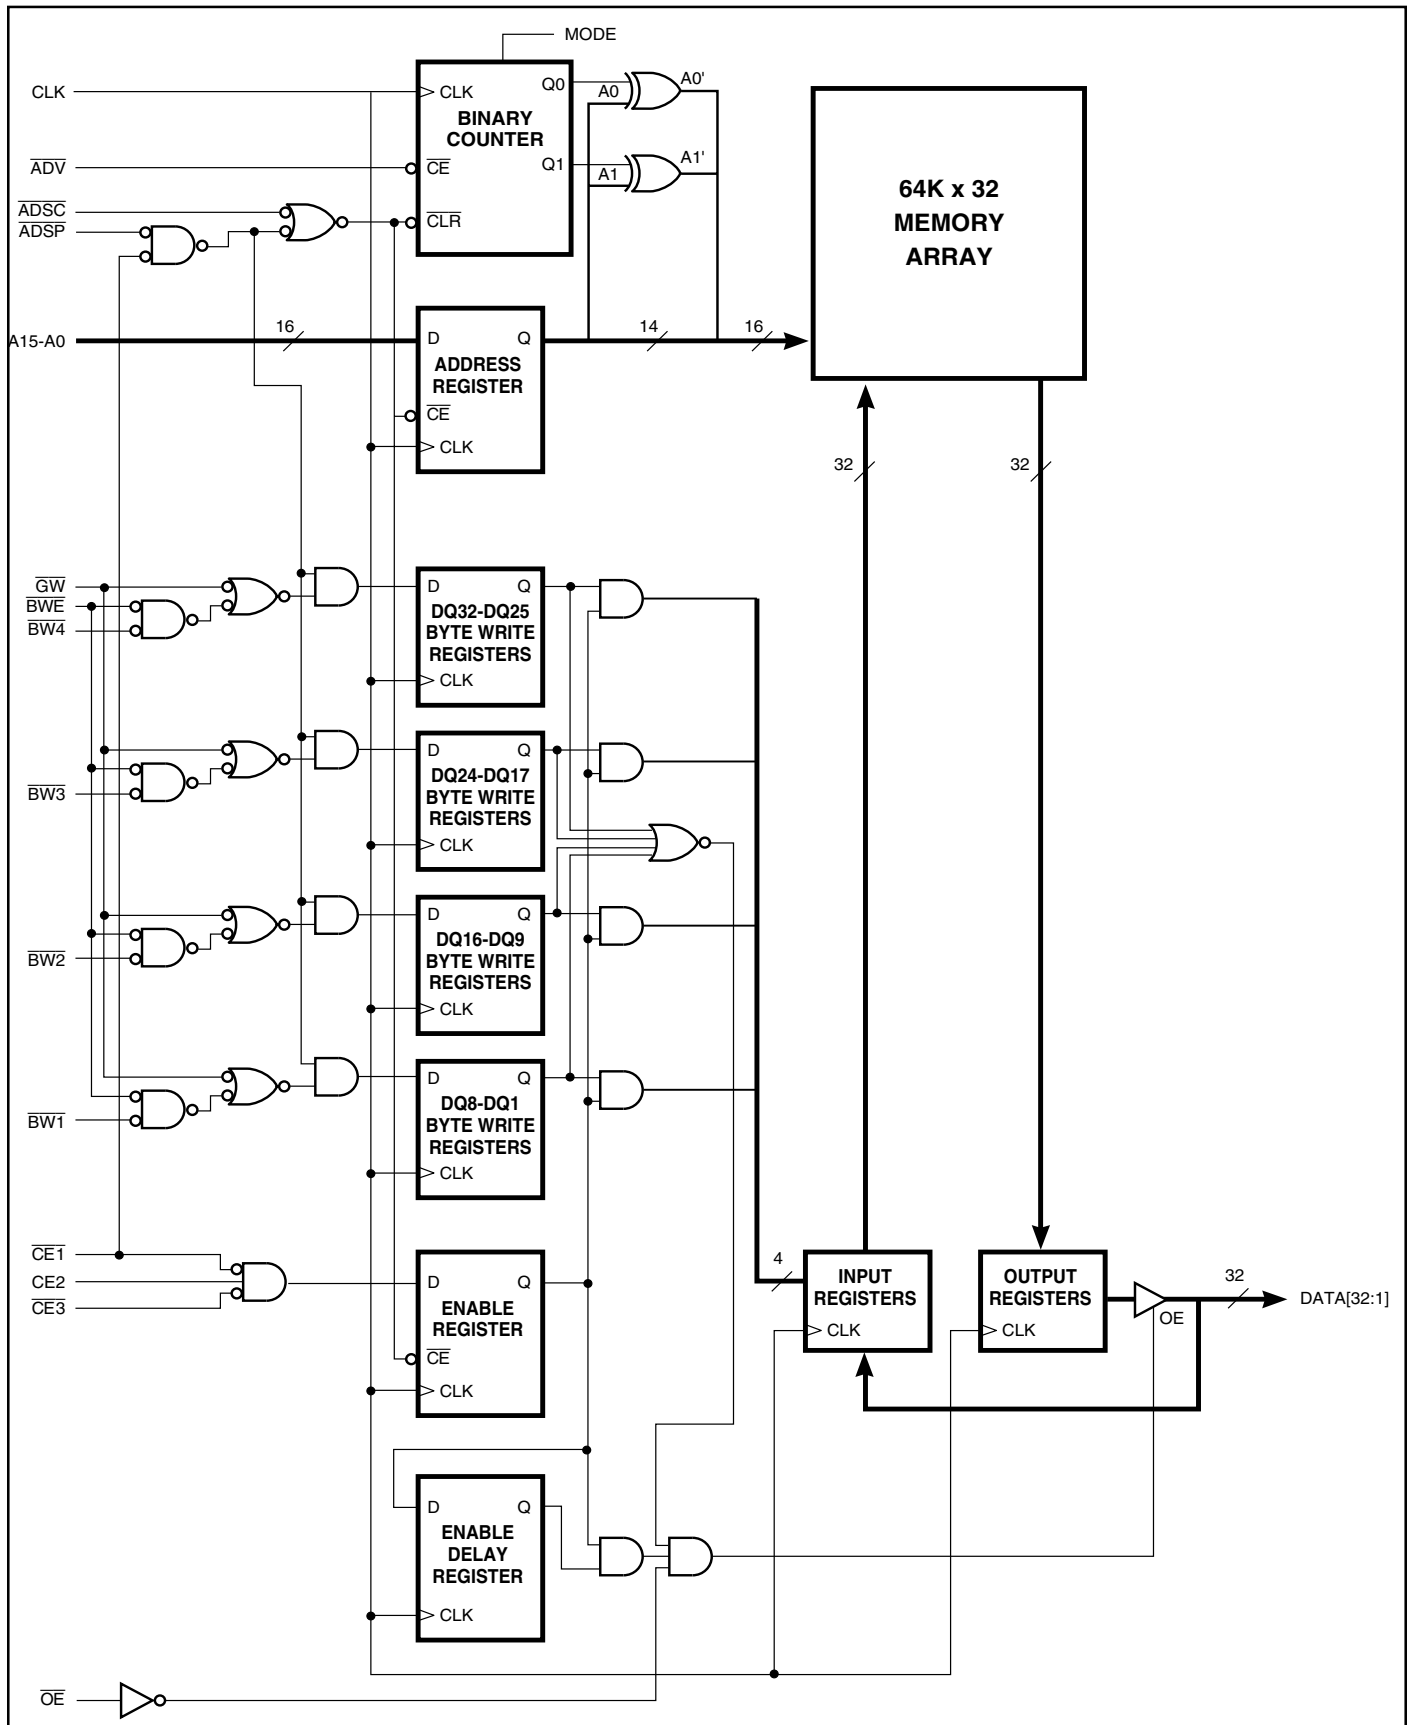 MODE
CLK
CLK
Q0
A0
A0'
BINARY
COUNTER
ADV
CE
Q1
A1
A1'
ADSC
ADSP
CLR
64K x 32
MEMORY
ARRAY
A15-A0
16
D
Q
14
16
ADDRESS
REGISTER
CE
CLK
32
32
GW
BWE
BW4
D
Q
DQ32-DQ25
BYTE WRITE
REGISTERS
CLK
BW3
D
Q
DQ24-DQ17
BYTE WRITE
REGISTERS
CLK
BW2
D
Q
DQ16-DQ9
BYTE WRITE
REGISTERS
CLK
BW1
D
Q
DQ8-DQ1
BYTE WRITE
REGISTERS
CLK
CE1
CE2
CE3
D
Q
ENABLE
REGISTER
CE
CLK
4
INPUT
REGISTERS
CLK
OUTPUT
REGISTERS
CLK
OE
32
DATA[32:1]
D
Q
ENABLE
DELAY
REGISTER
CLK
OE